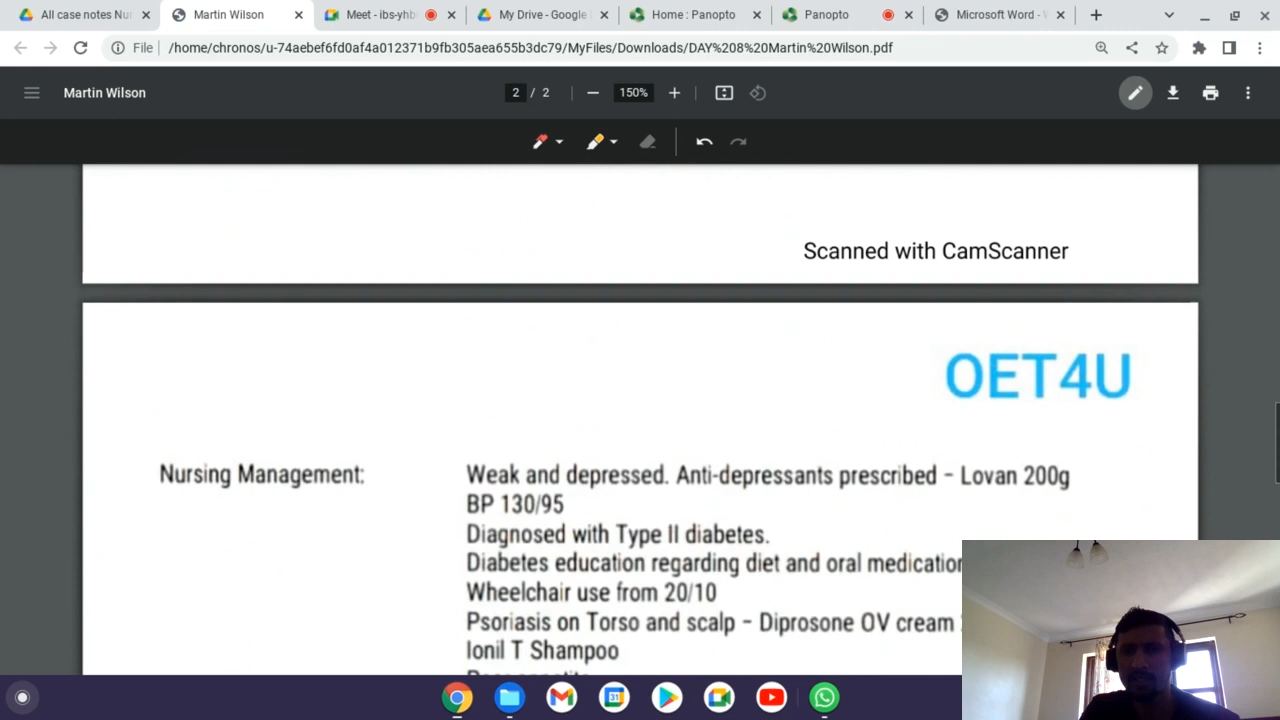 All case notes Nur
Martin Wilson
Meet - ibs-yhb
My Drive - Google
Home : Panopto
Panopto
Microsoft Word -
File
/home/chronos/u-74aebef6fd0af4a012371b9fb305aea655b3dc79/MyFiles/Downloads/DAY%208%20Martin%20Wilson.pdf
Martin Wilson
2 / 2
150%
Scanned with CamScanner
OET4U
Nursing Management:
Weak and depressed. Anti-depressants prescribed – Lovan 200g
BP 130/95
Diagnosed with Type II diabetes.
Diabetes education regarding diet and oral medication
Wheelchair use from 20/10
Psoriasis on Torso and scalp – Diprosone OV cream
Ionil T Shampoo
31